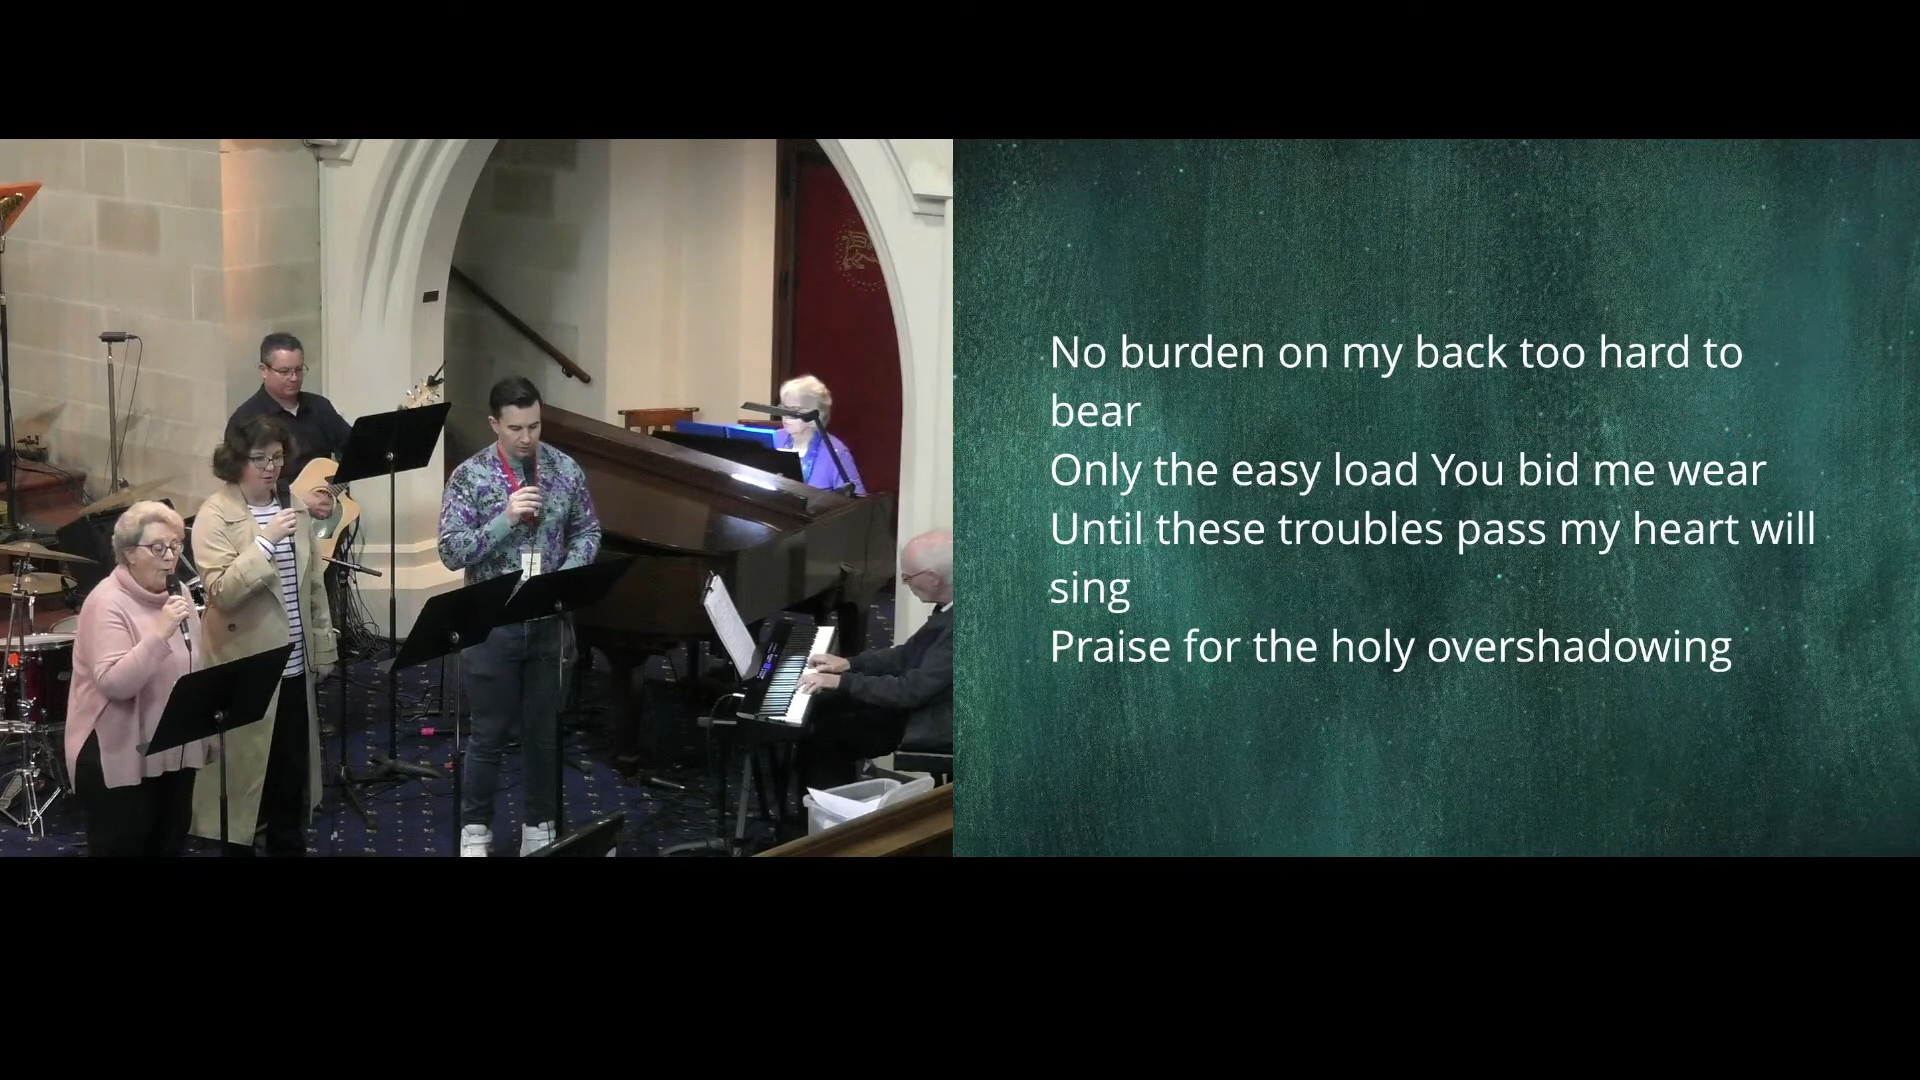 No burden on my back too hard to
bear
Only the easy load You bid me wear
Until these troubles pass my heart will
sing
Praise for the holy overshadowing